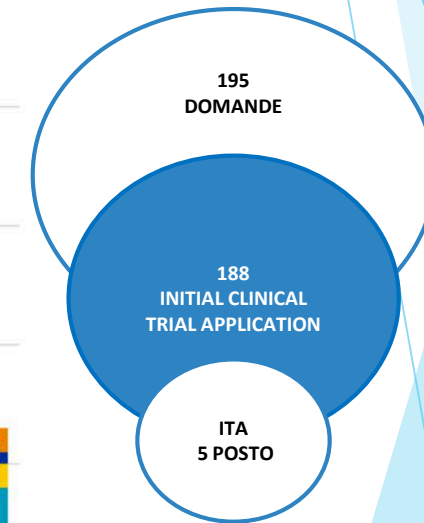 195
DOMANDE
188
INITIAL CLINICAL
TRIAL APPLICATION
ITA
5 POSTO